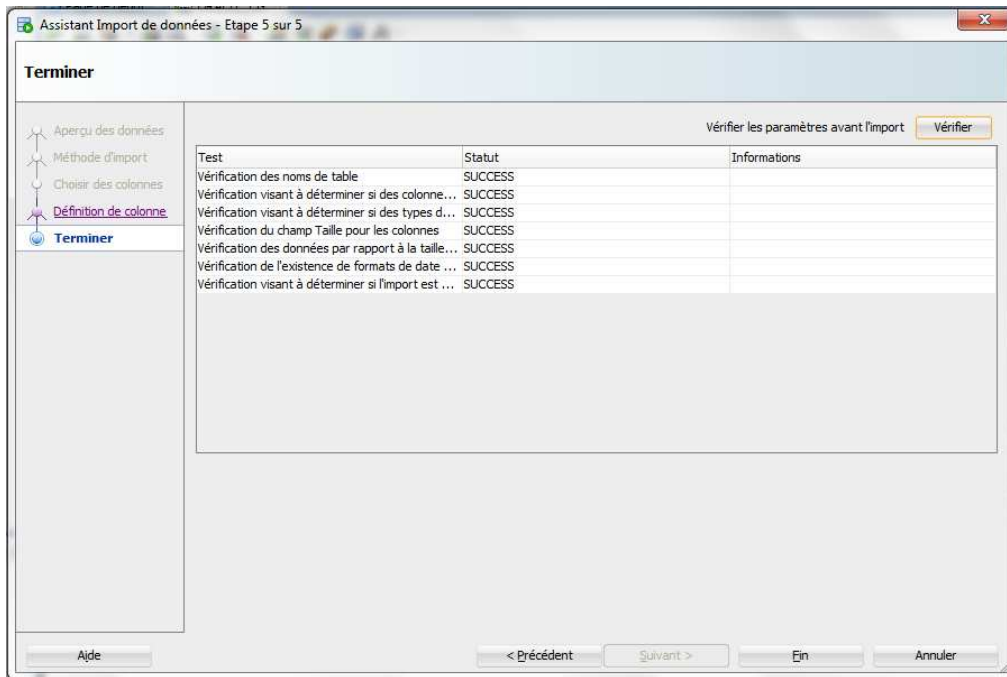 Assistant Import de données - Etape 5 sur 5
Terminer
Aperçu des données
Méthode d'import
Choisir des colonnes
Définition de colonne
Terminer
Vérifier les paramètres avant l'import
Vérifier
Test Statut Informations
Vérification des noms de table SUCCESS
Vérification visant à déterminer si des colonne... SUCCESS
Vérification visant à déterminer si des types d... SUCCESS
Vérification du champ Taille pour les colonnes SUCCESS
Vérification des données par rapport à la taille... SUCCESS
Vérification de l'existence de formats de date ... SUCCESS
Vérification visant à déterminer si l'import est ... SUCCESS
Aide
< Précédent
Suivant >
Fin
Annuler